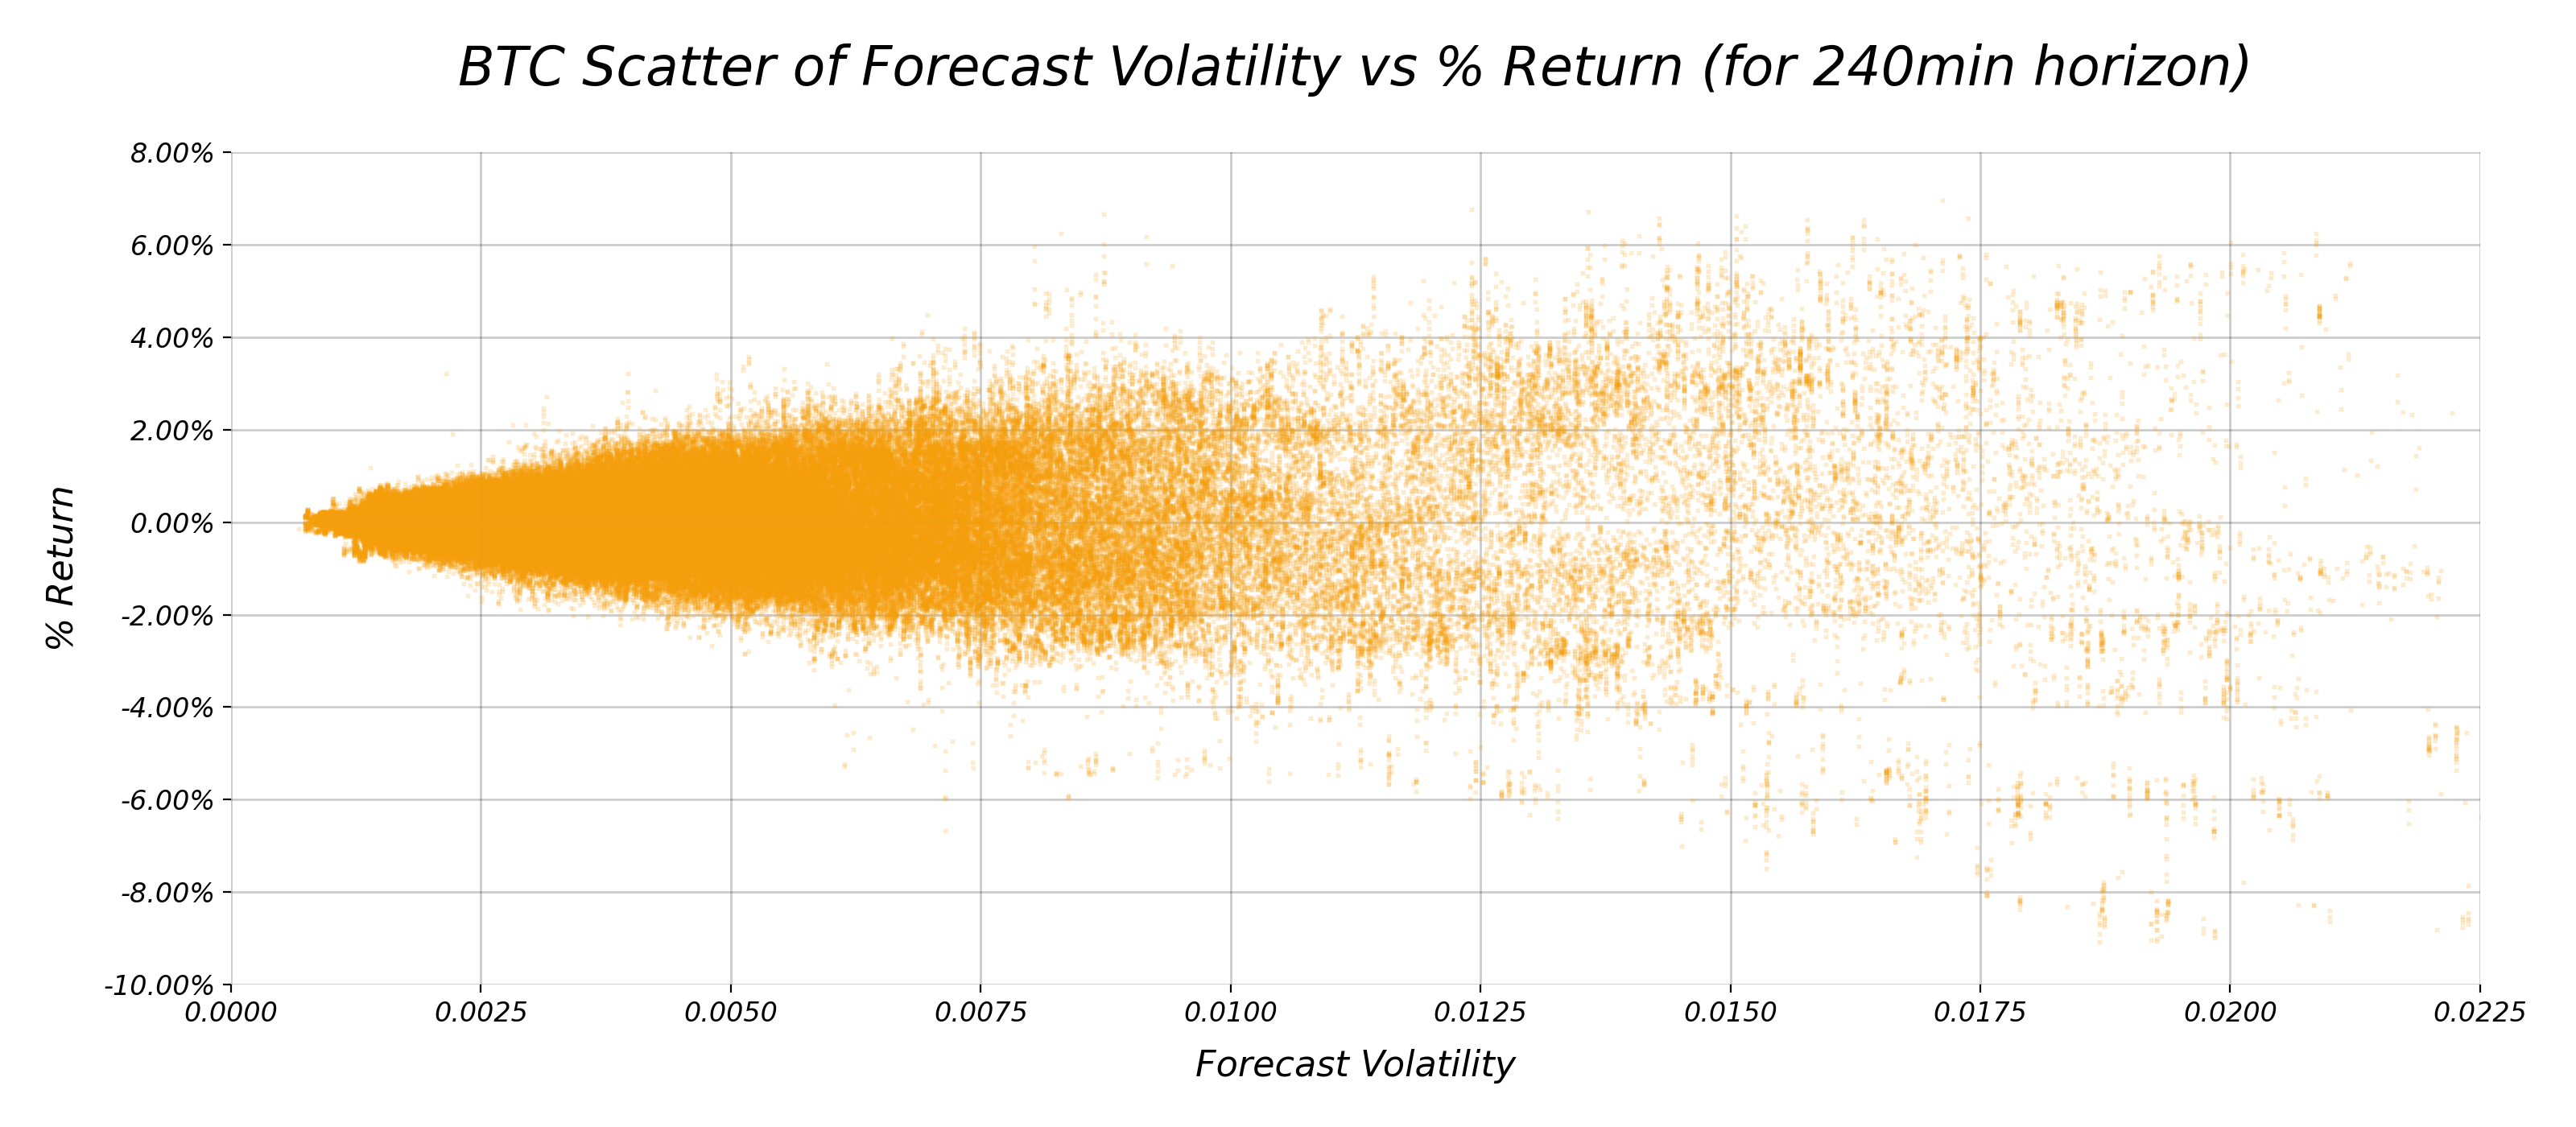 BTC Scatter of Forecast Volatility vs % Return (for 240min horizon)
8.00%
6.00%
4.00%
2.00%
0.00%
-2.00%
-4.00%
-6.00%
-8.00%
-10.00%
% Return
0.0000 0.0025 0.0050 0.0075 0.0100 0.0125 0.0150 0.0175 0.0200 0.0225
Forecast Volatility